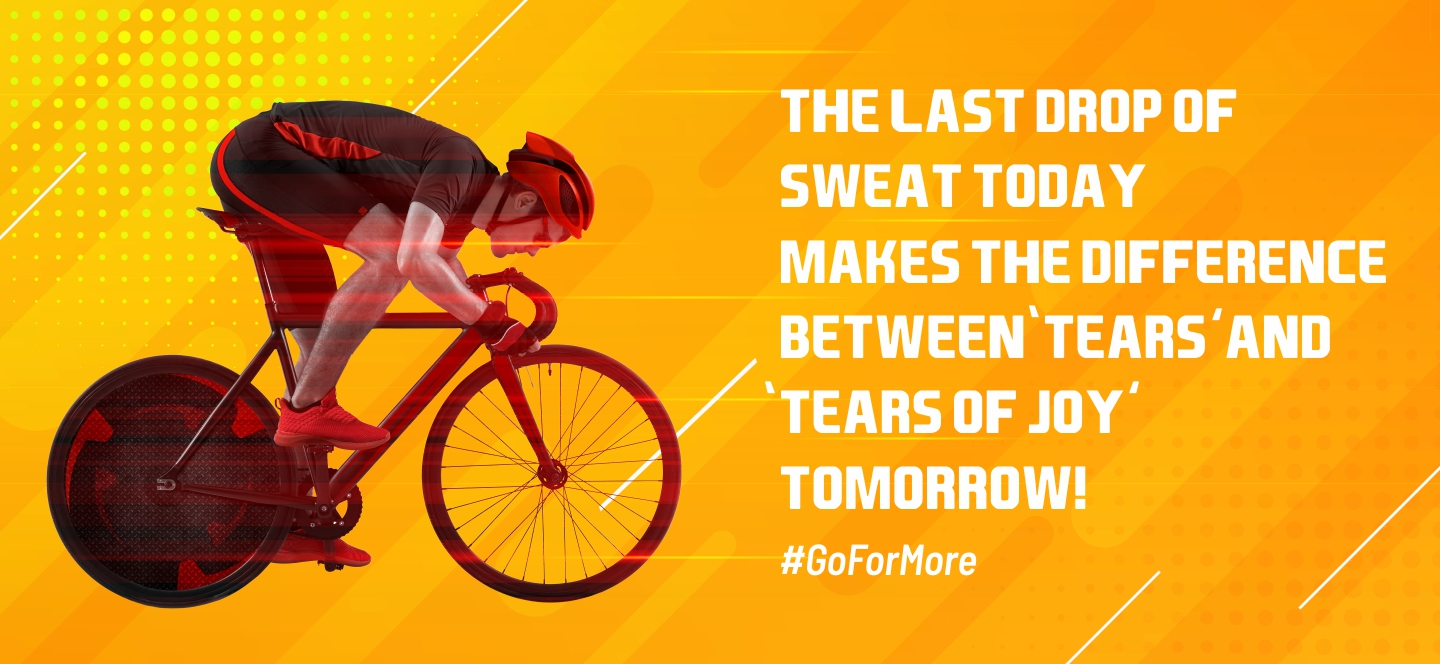 THE LAST DROP OF
SWEAT TODAY
MAKES THE DIFFERENCE
BETWEEN `TEARS´ AND
`TEARS OF JOY´
TOMORROW!
#GoForMore